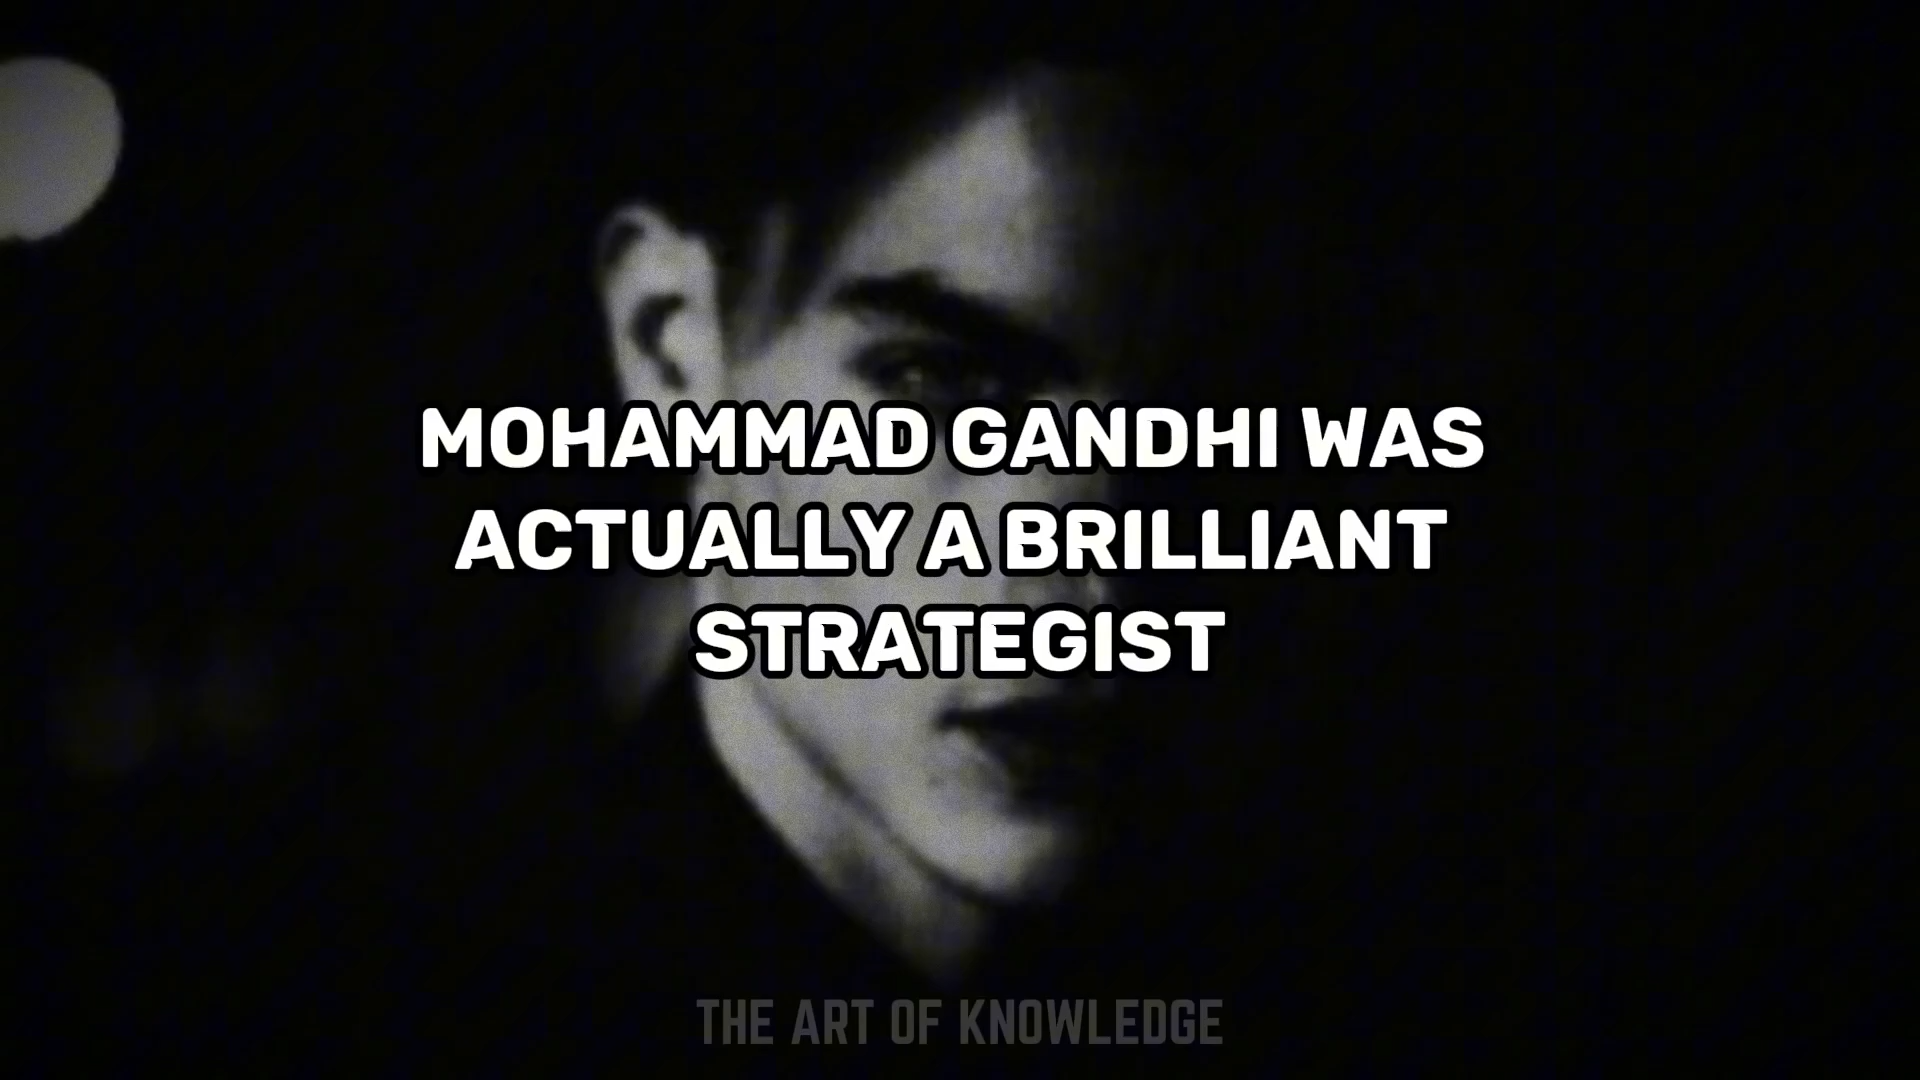 MOHAMMAD GANDHI WAS
ACTUALLY A BRILLIANT
STRATEGIST
THE ART OF KNOWLEDGE